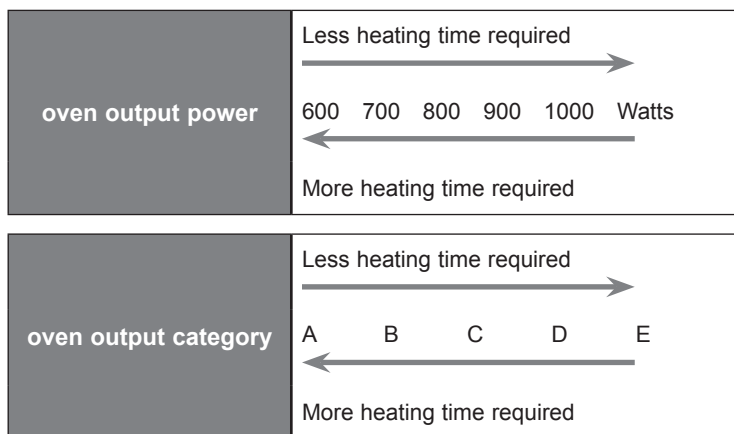 oven output power
Less heating time required
600 700 800 900 1000 Watts
More heating time required
oven output category
Less heating time required
A B C D E
More heating time required